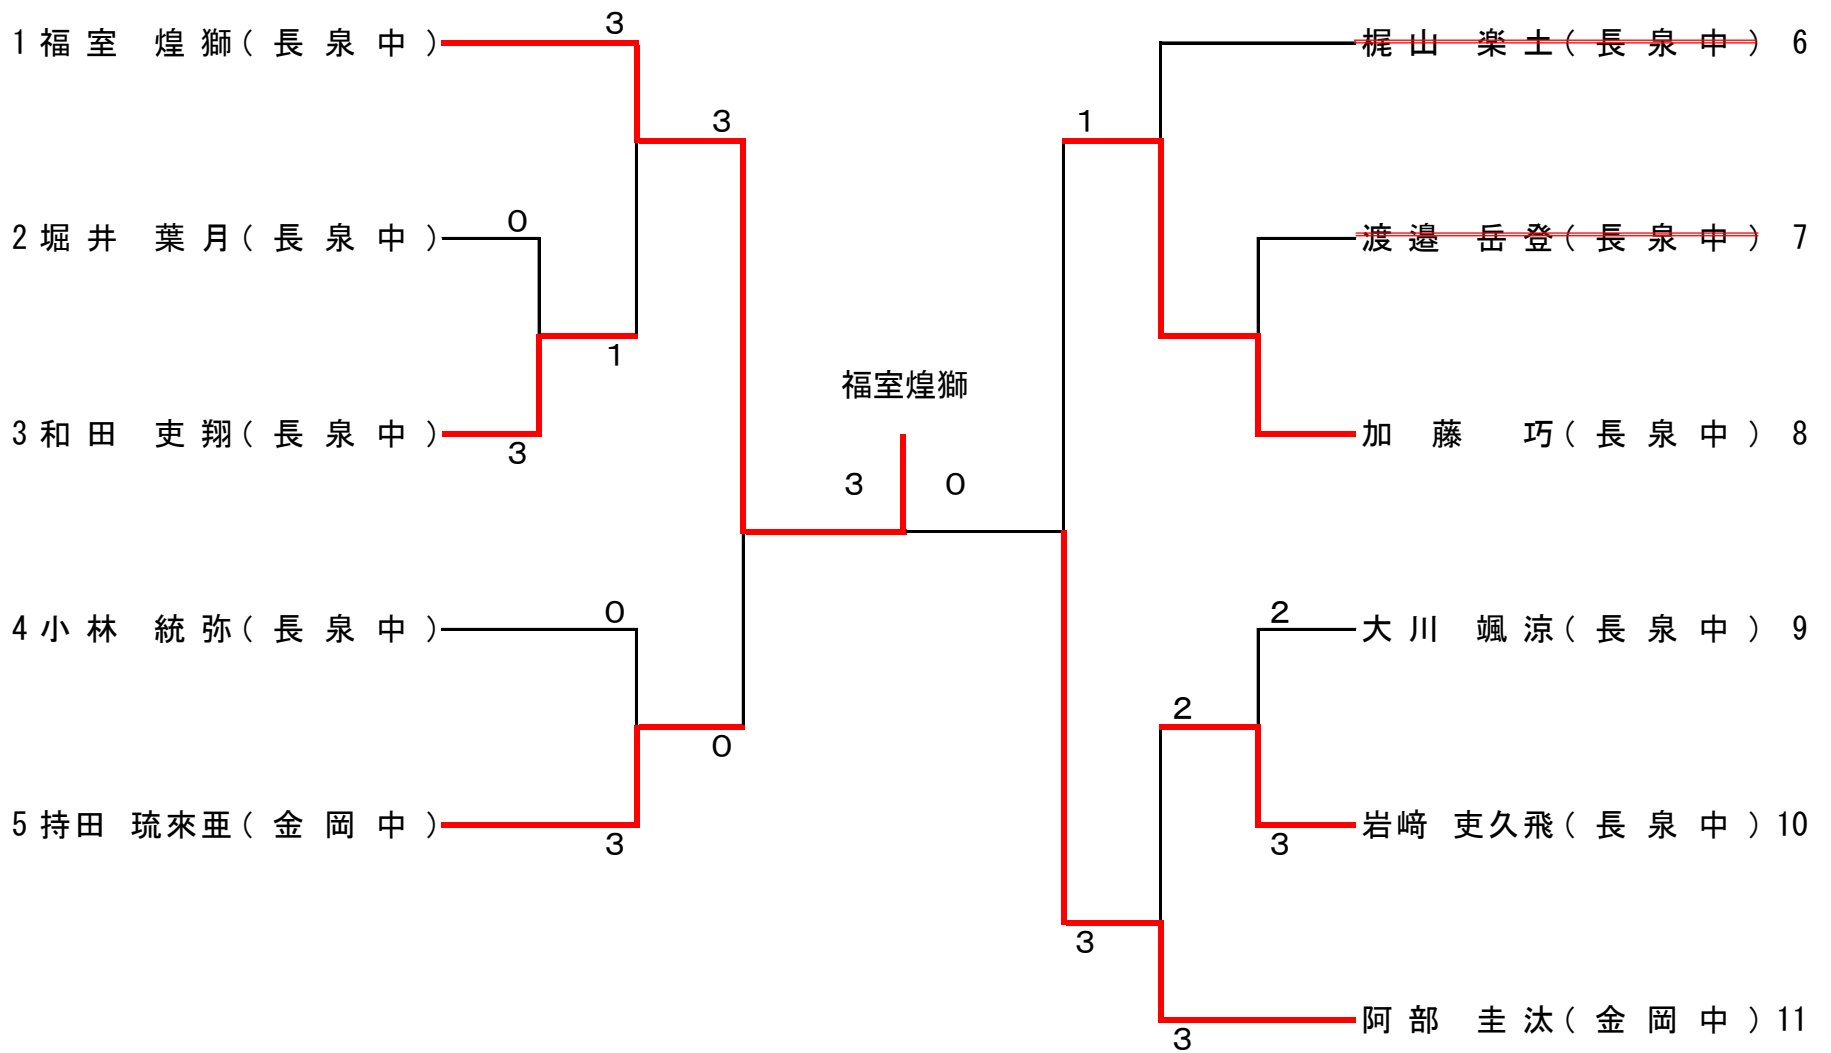 3
1 福室 煌獅(長泉中) 梶山 楽土(長泉中) 6
3 1
0
2 堀井 葉月(長泉中) 渡邉 岳登(長泉中) 7
1
福室煌獅
3 和田 吏翔(長泉中) 加藤 巧(長泉中) 8
3
3 0
0 2
4 小林 統弥(長泉中) 大川 颯涼(長泉中) 9
2
0
5 持田 琉來亜(金岡中) 岩﨑 吏久飛(長泉中) 10
3 3
3
阿部 圭汰(金岡中) 11
3